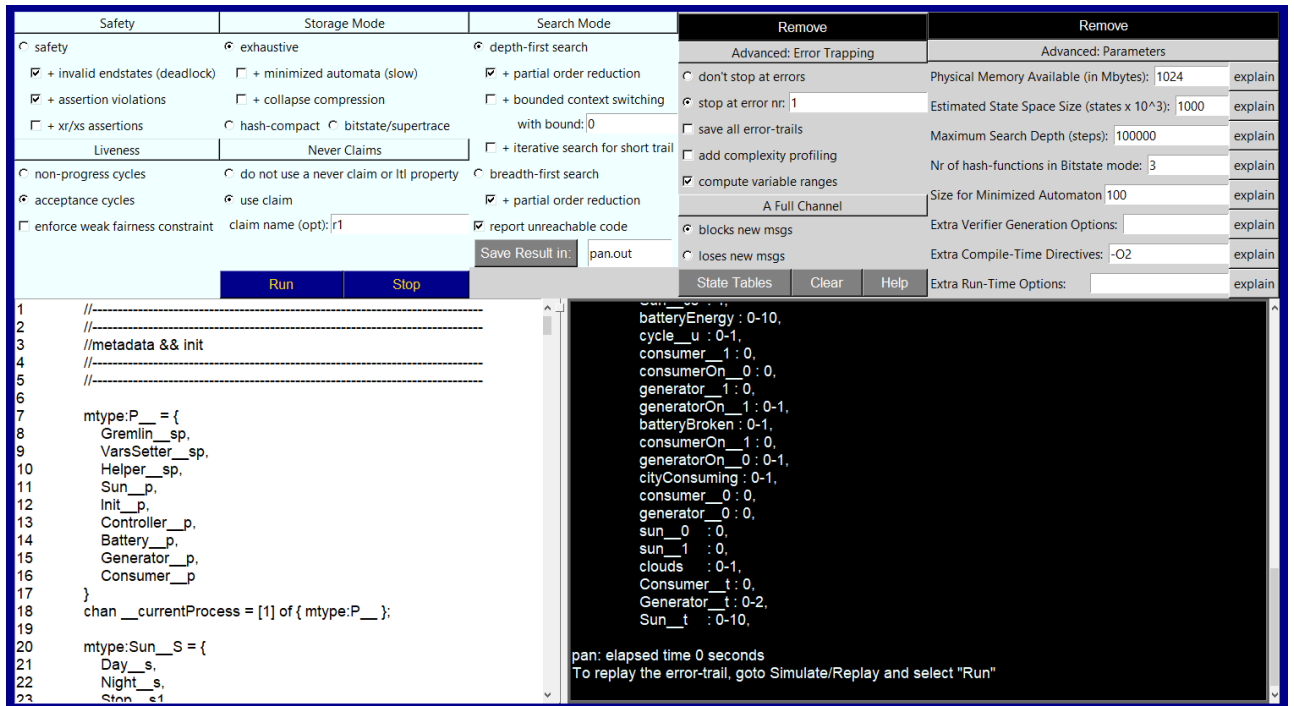 Safety
safety
+ invalid endstates (deadlock)
+ assertion violations
+ xr/xs assertions
Storage Mode
exhaustive
+ minimized automata (slow)
+ collapse compression
hash-compact bitstate/supertrace
Search Mode
depth-first search
+ partial order reduction
+ bounded context switching
with bound: 0
+ iterative search for short trail
breadth-first search
+ partial order reduction
report unreachable code
Save Result in: pan.out
Liveness
non-progress cycles
acceptance cycles
enforce weak fairness constraint
Never Claims
do not use a never claim or ltl property
use claim
claim name (opt): r1
Run Stop
Remove
Advanced: Error Trapping
don't stop at errors
stop at error nr: 1
save all error-trails
add complexity profiling
compute variable ranges
A Full Channel
blocks new msgs
loses new msgs
State Tables Clear Help
Remove
Advanced: Parameters
Physical Memory Available (in Mbytes): 1024 explain
Estimated State Space Size (states x 10^3): 1000 explain
Maximum Search Depth (steps): 100000 explain
Nr of hash-functions in Bitstate mode: 3 explain
Size for Minimized Automaton 100 explain
Extra Verifier Generation Options: explain
Extra Compile-Time Directives: -O2 explain
Extra Run-Time Options: explain
1 //--------------------------------------------------------------------------------
2 //--------------------------------------------------------------------------------
3 //metadata && init
4 //--------------------------------------------------------------------------------
5 //--------------------------------------------------------------------------------
6
7 mtype:P__ = {
8 Gremlin__sp,
9 VarsSetter__sp,
10 Helper__sp,
11 Sun__p,
12 Init__p,
13 Controller__p,
14 Battery__p,
15 Generator__p,
16 Consumer__p
17 }
18 chan __currentProcess = [1] of { mtype:P__ };
19
20 mtype:Sun__S = {
21 Day__s,
22 Night__s,
23 Stop__s1
batteryEnergy : 0-10,
cycle__u : 0-1,
consumer__1 : 0,
consumerOn__0 : 0,
generator__1 : 0,
generatorOn__1 : 0-1,
batteryBroken : 0-1,
consumerOn__1 : 0,
generatorOn__0 : 0-1,
cityConsuming : 0-1,
consumer__0 : 0,
generator__0 : 0,
sun__0 : 0,
sun__1 : 0,
clouds : 0-1,
Consumer__t : 0,
Generator__t : 0-2,
Sun__t : 0-10,
pan: elapsed time 0 seconds
To replay the error-trail, goto Simulate/Replay and select "Run"